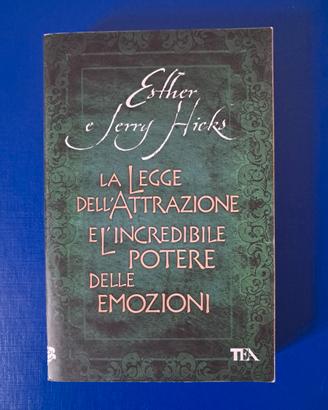 Esther
e Jerry Hicks
LA LEGGE
DELL'ATTRAZIONE
E L'INCREDIBILE
POTERE
DELLE
EMOZIONI
TEA